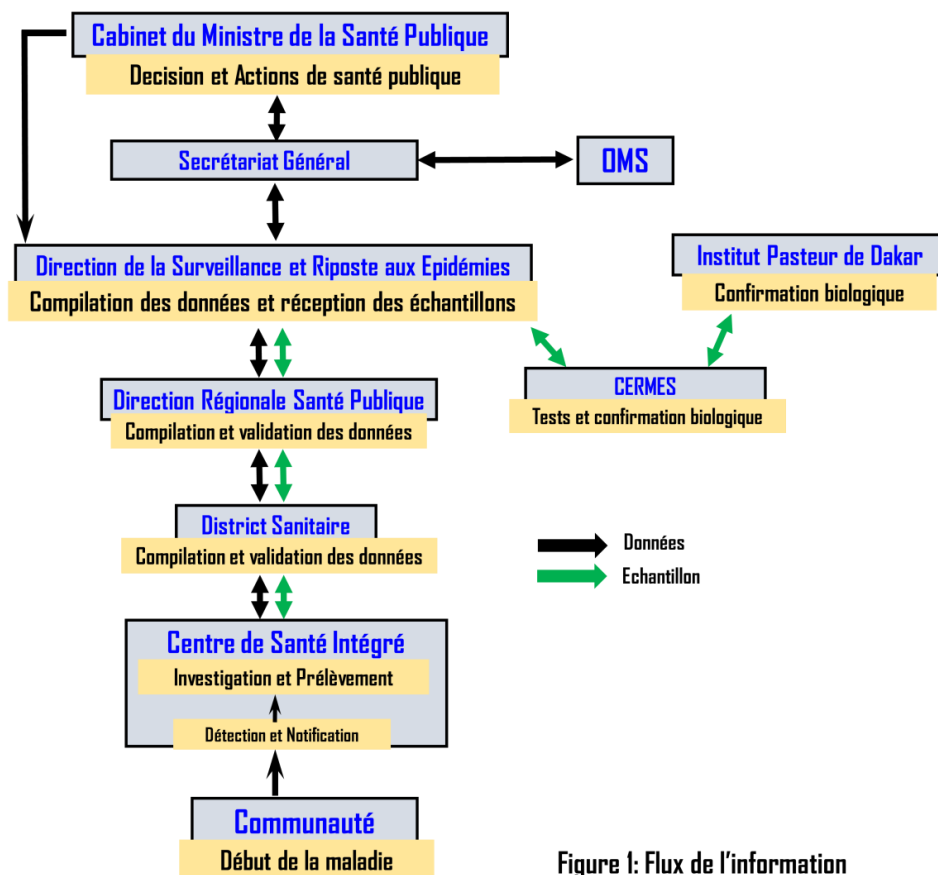 Cabinet du Ministre de la Santé Publique
Decision et Actions de santé publique
Secrétariat Général
OMS
Direction de la Surveillance et Riposte aux Epidémies
Compilation des données et réception des échantillons
Institut Pasteur de Dakar
Confirmation biologique
CERMES
Tests et confirmation biologique
Direction Régionale Santé Publique
Compilation et validation des données
District Sanitaire
Compilation et validation des données
Données
Echantillon
Centre de Santé Intégré
Investigation et Prélèvement
Détection et Notification
Communauté
Début de la maladie
Figure 1: Flux de l'information